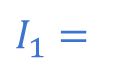 I₁ =